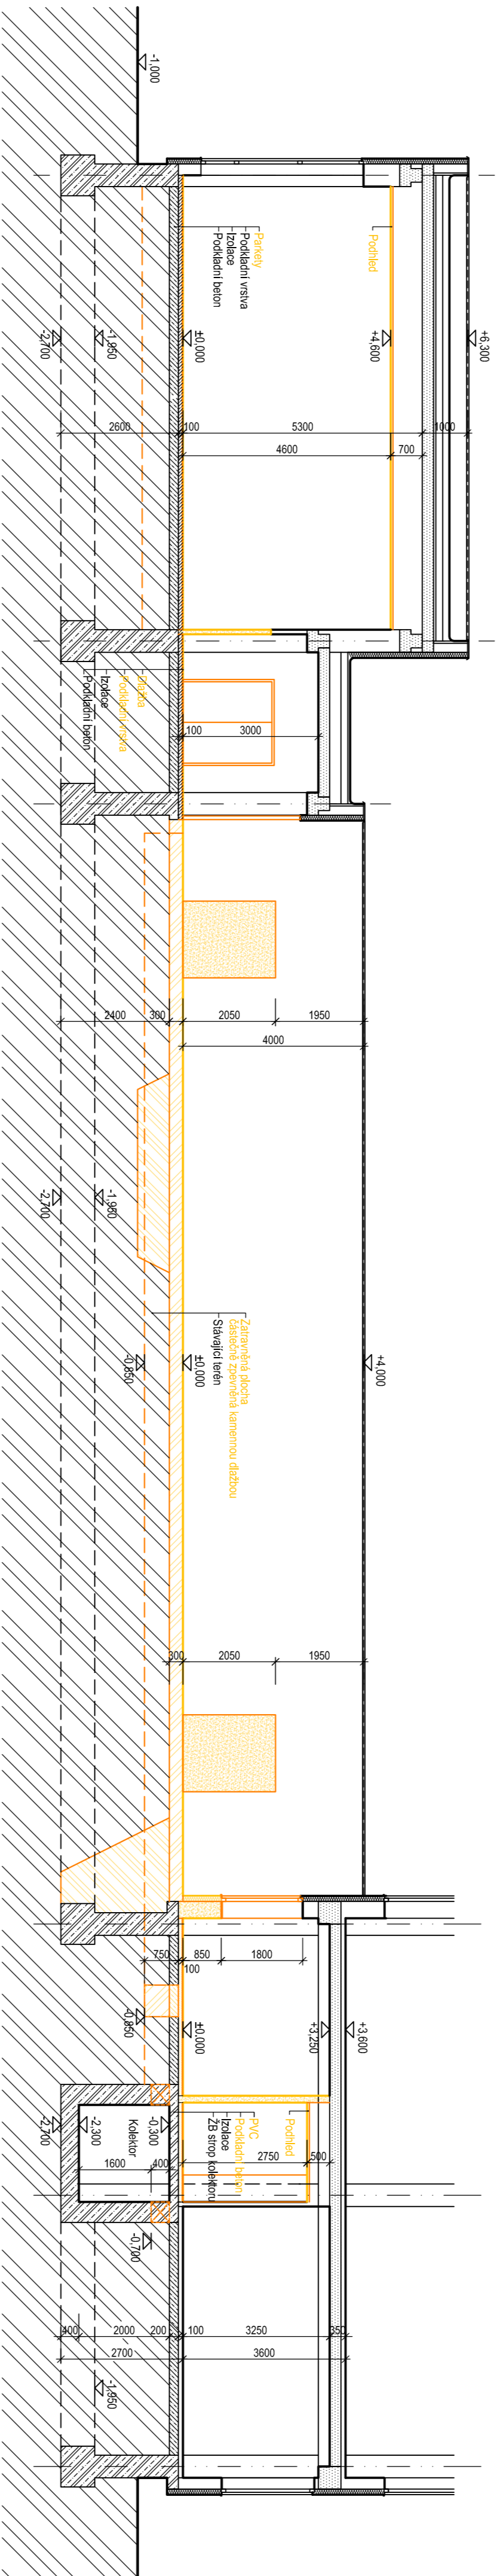 -1,000
+6,300
Podhled
+4,600
Parkety
Podkladní vrstva
Izolace
Podkladní beton
±0,000
-1,950
-2,700
1000
5300
100
2600
700
4600
Dlažba
Podkladní vrstva
Izolace
Podkladní beton
3000
100
1950
2050
300
2400
4000
-1,950
-2,700
+4,000
Zatravněná plocha
částečně zpevněná kamennou dlažbou
Stávající terén
±0,000
-0,850
1950
2050
300
1800
850
100
750
+3,600
+3,250
±0,000
-0,850
Podhled
PVC
Podkladní beton
Izolace
ŽB strop kolektoru
500
2750
400
1600
-0,300
Kolektor
-2,300
-2,700
-0,700
350
3250
100
200
2000
400
3600
2700
-1,950